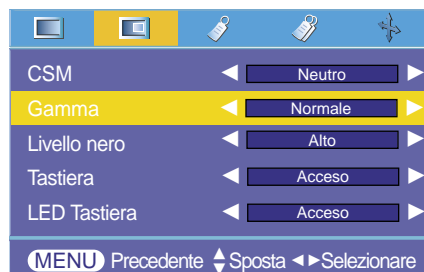 CSM Neutro
Gamma Normale
Livello nero Alto
Tastiera Acceso
LED Tastiera Acceso
MENU Precedente Sposta Selezionare